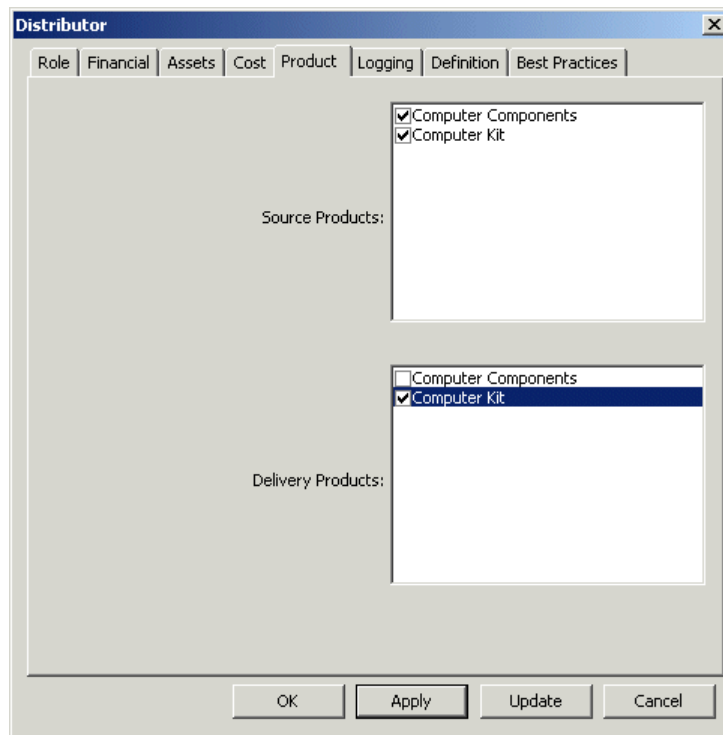 Distributor
Role Financial Assets Cost Product Logging Definition Best Practices
Computer Components
Computer Kit
Source Products:
Computer Components
Computer Kit
Delivery Products:
OK Apply Update Cancel